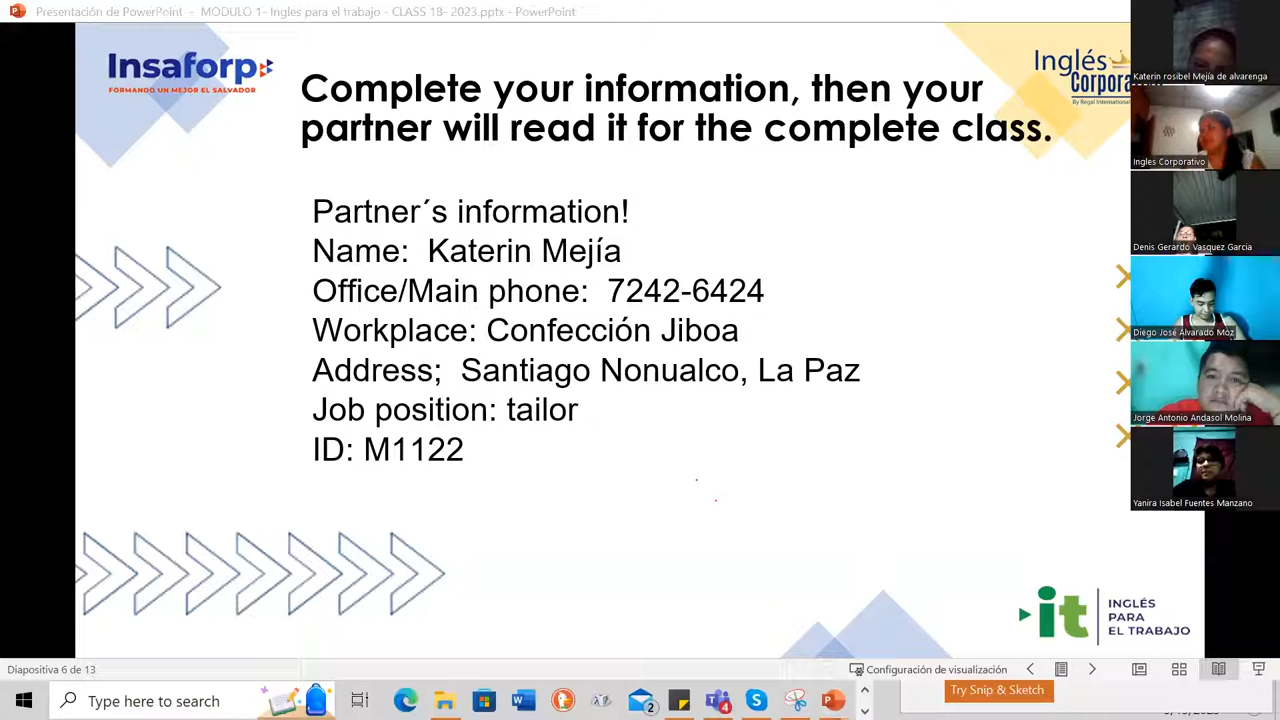 Presentación de PowerPoint - MODULO 1- Ingles para el trabajo - CLASS 18- 2023.pptx - PowerPoint
Insaforp
FORMANDO UN MEJOR EL SALVADOR
Complete your information, then your
partner will read it for the complete class.
Inglés
Corpora
By Regal International
Partner´s information!
Name: Katerin Mejía
Office/Main phone: 7242-6424
Workplace: Confección Jiboa
Address; Santiago Nonualco, La Paz
Job position: tailor
ID: M1122
Katerin rosibel Mejía de alvarenga
Ingles Corporativo
Denis Gerardo Vasquez Garcia
Diego José Alvarado Moz
Jorge Antonio Andasol Molina
Yanira Isabel Fuentes Manzano
it
INGLÉS
PARA
EL TRABAJO
Diapositiva 6 de 13
Configuración de visualización
Type here to search
2
4
Try Snip & Sketch